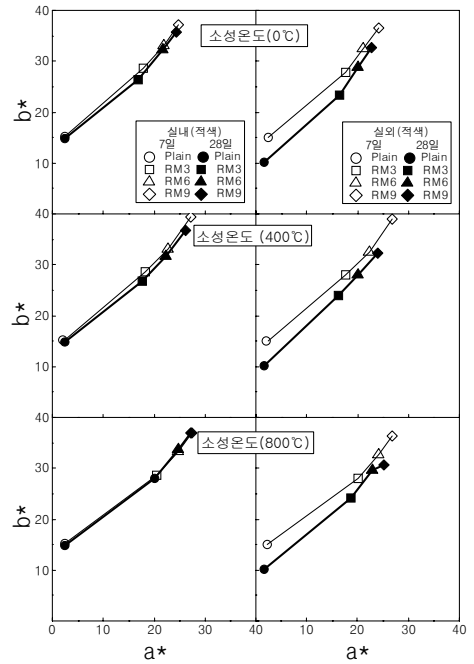 소성온도(0℃)
b*
40
30
20
10
실내(적색)
7일 28일
Plain Plain
RM3 RM3
RM6 RM6
RM9 RM9
실외(적색)
7일 28일
Plain Plain
RM3 RM3
RM6 RM6
RM9 RM9
소성온도 (400℃)
b*
40
30
20
10
소성온도(800℃)
b*
40
30
20
10
0 10 20 30 40 10 20 30 40
a* a*